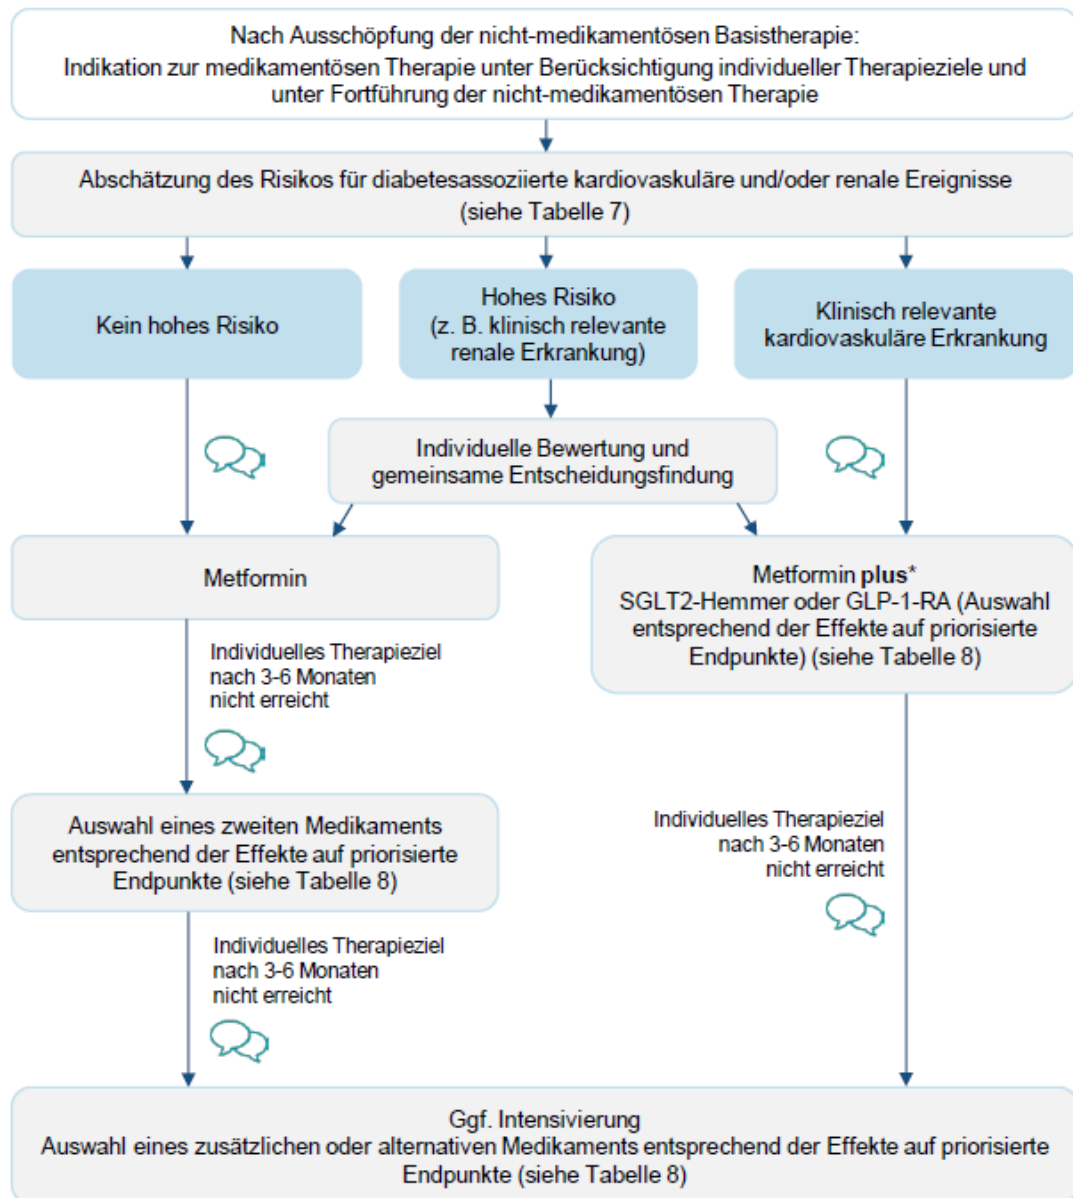 Nach Ausschöpfung der nicht-medikamentösen Basistherapie:
Indikation zur medikamentösen Therapie unter Berücksichtigung individueller Therapieziele und
unter Fortführung der nicht-medikamentösen Therapie
Abschätzung des Risikos für diabetesassoziierte kardiovaskuläre und/oder renale Ereignisse
(siehe Tabelle 7)
Kein hohes Risiko
Hohes Risiko
(z. B. klinisch relevante
renale Erkrankung)
Klinisch relevante
kardiovaskuläre Erkrankung
Individuelle Bewertung und
gemeinsame Entscheidungsfindung
Metformin
Metformin plus*
SGLT2-Hemmer oder GLP-1-RA (Auswahl
entsprechend der Effekte auf priorisierte
Endpunkte) (siehe Tabelle 8)
Individuelles Therapieziel
nach 3-6 Monaten
nicht erreicht
Auswahl eines zweiten Medikaments
entsprechend der Effekte auf priorisierte
Endpunkte (siehe Tabelle 8)
Individuelles Therapieziel
nach 3-6 Monaten
nicht erreicht
Individuelles Therapieziel
nach 3-6 Monaten
nicht erreicht
Ggf. Intensivierung
Auswahl eines zusätzlichen oder alternativen Medikaments entsprechend der Effekte auf priorisierte
Endpunkte (siehe Tabelle 8)